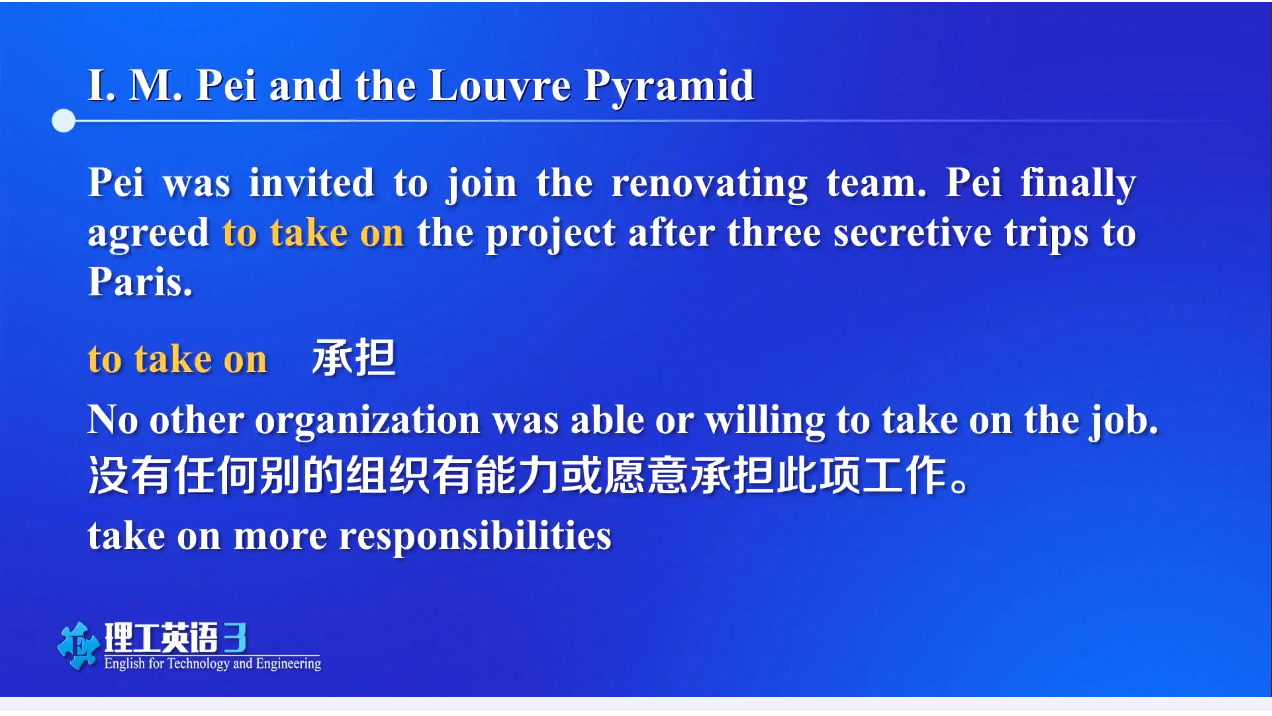 I. M. Pei and the Louvre Pyramid
Pei was invited to join the renovating team. Pei finally
agreed to take on the project after three secretive trips to
Paris.
to take on 承担
No other organization was able or willing to take on the job.
没有任何别的组织有能力或愿意承担此项工作。
take on more responsibilities
E 理工英语 3
English for Technology and Engineering